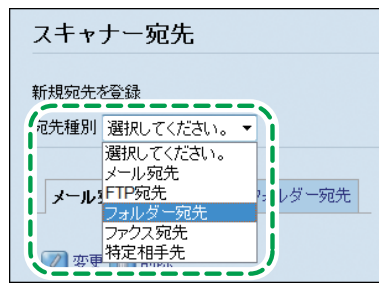 スキャナー宛先
新規宛先を登録
宛先種別 選択してください。
選択してください。
メール宛先
FTP宛先
フォルダー宛先
ファクス宛先
特定相手先
メール
フォルダー宛先
変更 削除